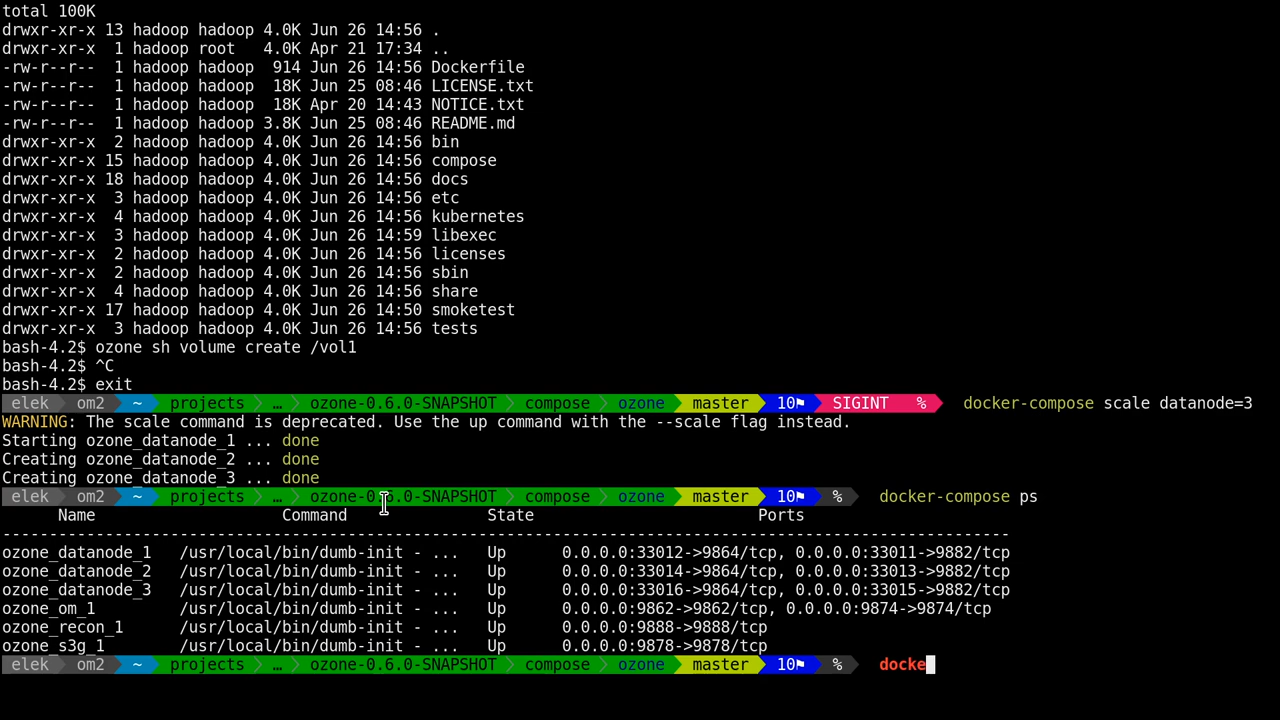 total 100K
drwxr-xr-x 13 hadoop hadoop 4.0K Jun 26 14:56 .
drwxr-xr-x  1 hadoop root   4.0K Apr 21 17:34 ..
-rw-r--r--  1 hadoop hadoop  914 Jun 26 14:56 Dockerfile
-rw-r--r--  1 hadoop hadoop  18K Jun 25 08:46 LICENSE.txt
-rw-r--r--  1 hadoop hadoop  18K Apr 20 14:43 NOTICE.txt
-rw-r--r--  1 hadoop hadoop 3.8K Jun 25 08:46 README.md
drwxr-xr-x  2 hadoop hadoop 4.0K Jun 26 14:56 bin
drwxr-xr-x 15 hadoop hadoop 4.0K Jun 26 14:56 compose
drwxr-xr-x 18 hadoop hadoop 4.0K Jun 26 14:56 docs
drwxr-xr-x  3 hadoop hadoop 4.0K Jun 26 14:56 etc
drwxr-xr-x  4 hadoop hadoop 4.0K Jun 26 14:56 kubernetes
drwxr-xr-x  3 hadoop hadoop 4.0K Jun 26 14:59 libexec
drwxr-xr-x  2 hadoop hadoop 4.0K Jun 26 14:56 licenses
drwxr-xr-x  2 hadoop hadoop 4.0K Jun 26 14:56 sbin
drwxr-xr-x  4 hadoop hadoop 4.0K Jun 26 14:56 share
drwxr-xr-x 17 hadoop hadoop 4.0K Jun 26 14:50 smoketest
drwxr-xr-x  3 hadoop hadoop 4.0K Jun 26 14:56 tests
bash-4.2$ ozone sh volume create /vol1
bash-4.2$ ^C
bash-4.2$ exit
elek om2 ~ projects … ozone-0.6.0-SNAPSHOT compose ozone master 10⚑ SIGINT % docker-compose scale datanode=3
WARNING: The scale command is deprecated. Use the up command with the --scale flag instead.
Starting ozone_datanode_1 ... done
Creating ozone_datanode_2 ... done
Creating ozone_datanode_3 ... done
elek om2 ~ projects … ozone-0.6.0-SNAPSHOT compose ozone master 10⚑ % docker-compose ps
Name Command State Ports
---------------------------------------------------------------------------------------------------------------
ozone_datanode_1   /usr/local/bin/dumb-init - ...   Up      0.0.0.0:33012->9864/tcp, 0.0.0.0:33011->9882/tcp
ozone_datanode_2   /usr/local/bin/dumb-init - ...   Up      0.0.0.0:33014->9864/tcp, 0.0.0.0:33013->9882/tcp
ozone_datanode_3   /usr/local/bin/dumb-init - ...   Up      0.0.0.0:33016->9864/tcp, 0.0.0.0:33015->9882/tcp
ozone_om_1         /usr/local/bin/dumb-init - ...   Up      0.0.0.0:9862->9862/tcp, 0.0.0.0:9874->9874/tcp
ozone_recon_1      /usr/local/bin/dumb-init - ...   Up      0.0.0.0:9888->9888/tcp
ozone_s3g_1        /usr/local/bin/dumb-init - ...   Up      0.0.0.0:9878->9878/tcp
elek om2 ~ projects … ozone-0.6.0-SNAPSHOT compose ozone master 10⚑ % docke